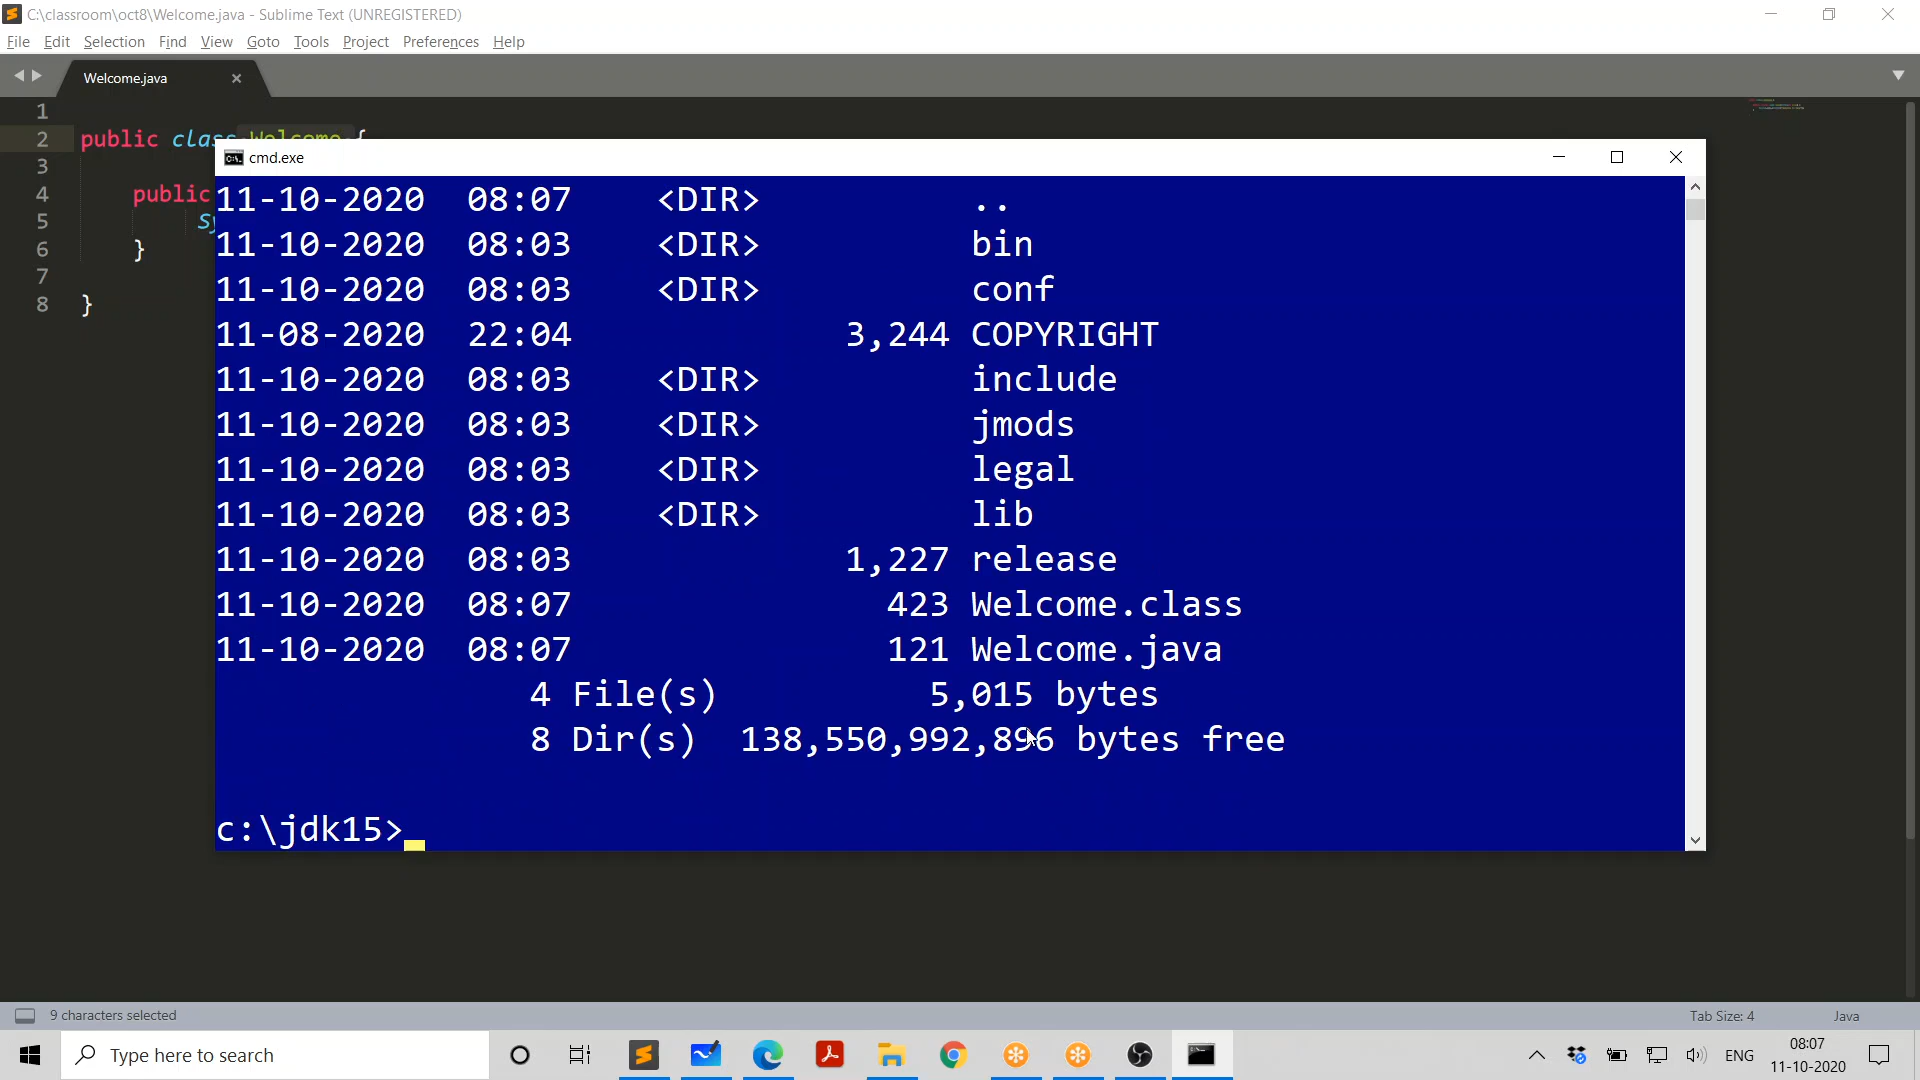 C:\classroom\oct8\Welcome.java - Sublime Text (UNREGISTERED)
File Edit Selection Find View Goto Tools Project Preferences Help
Welcome.java
1
2 public class Welcome {
3
4 public
5 Sy
6 }
7
8 }
cmd.exe
11-10-2020 08:07 <DIR> ..
11-10-2020 08:03 <DIR> bin
11-10-2020 08:03 <DIR> conf
11-08-2020 22:04 3,244 COPYRIGHT
11-10-2020 08:03 <DIR> include
11-10-2020 08:03 <DIR> jmods
11-10-2020 08:03 <DIR> legal
11-10-2020 08:03 <DIR> lib
11-10-2020 08:03 1,227 release
11-10-2020 08:07 423 Welcome.class
11-10-2020 08:07 121 Welcome.java
4 File(s) 5,015 bytes
8 Dir(s) 138,550,992,896 bytes free
c:\jdk15>
9 characters selected Tab Size: 4 Java
Type here to search
ENG
08:07
11-10-2020